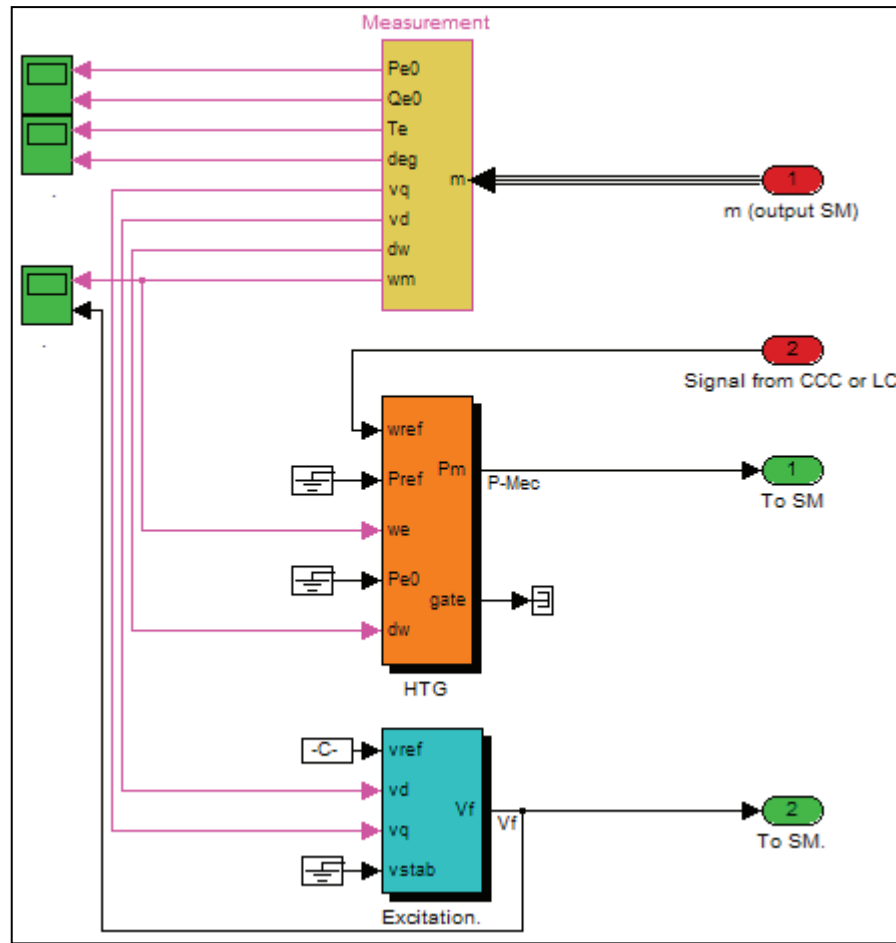 Measurement
Pe0
Qe0
Te
deg
vq
vd
dw
wm
m
1
m (output SM)
.
.
2
Signal from CCC or LC
wref
Pref
we
Pe0
dw
Pm
gate
P-Mec
1
To SM
HTG
-C-
vref
vd
vq
vstab
Vf
Vf
2
To SM.
Excitation.